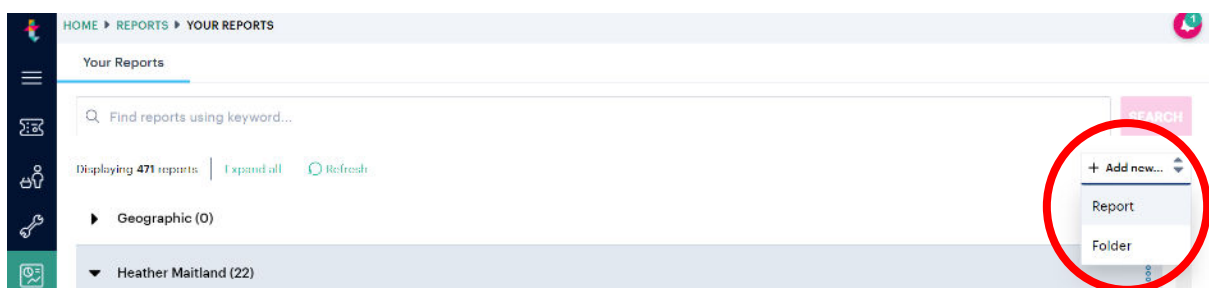 HOME ▶ REPORTS ▶ YOUR REPORTS
1
Your Reports
Find reports using keyword...
SEARCH
Displaying 471 reports | Expand all Refresh
+ Add new...
Report
Geographic (0)
Folder
Heather Maitland (22)